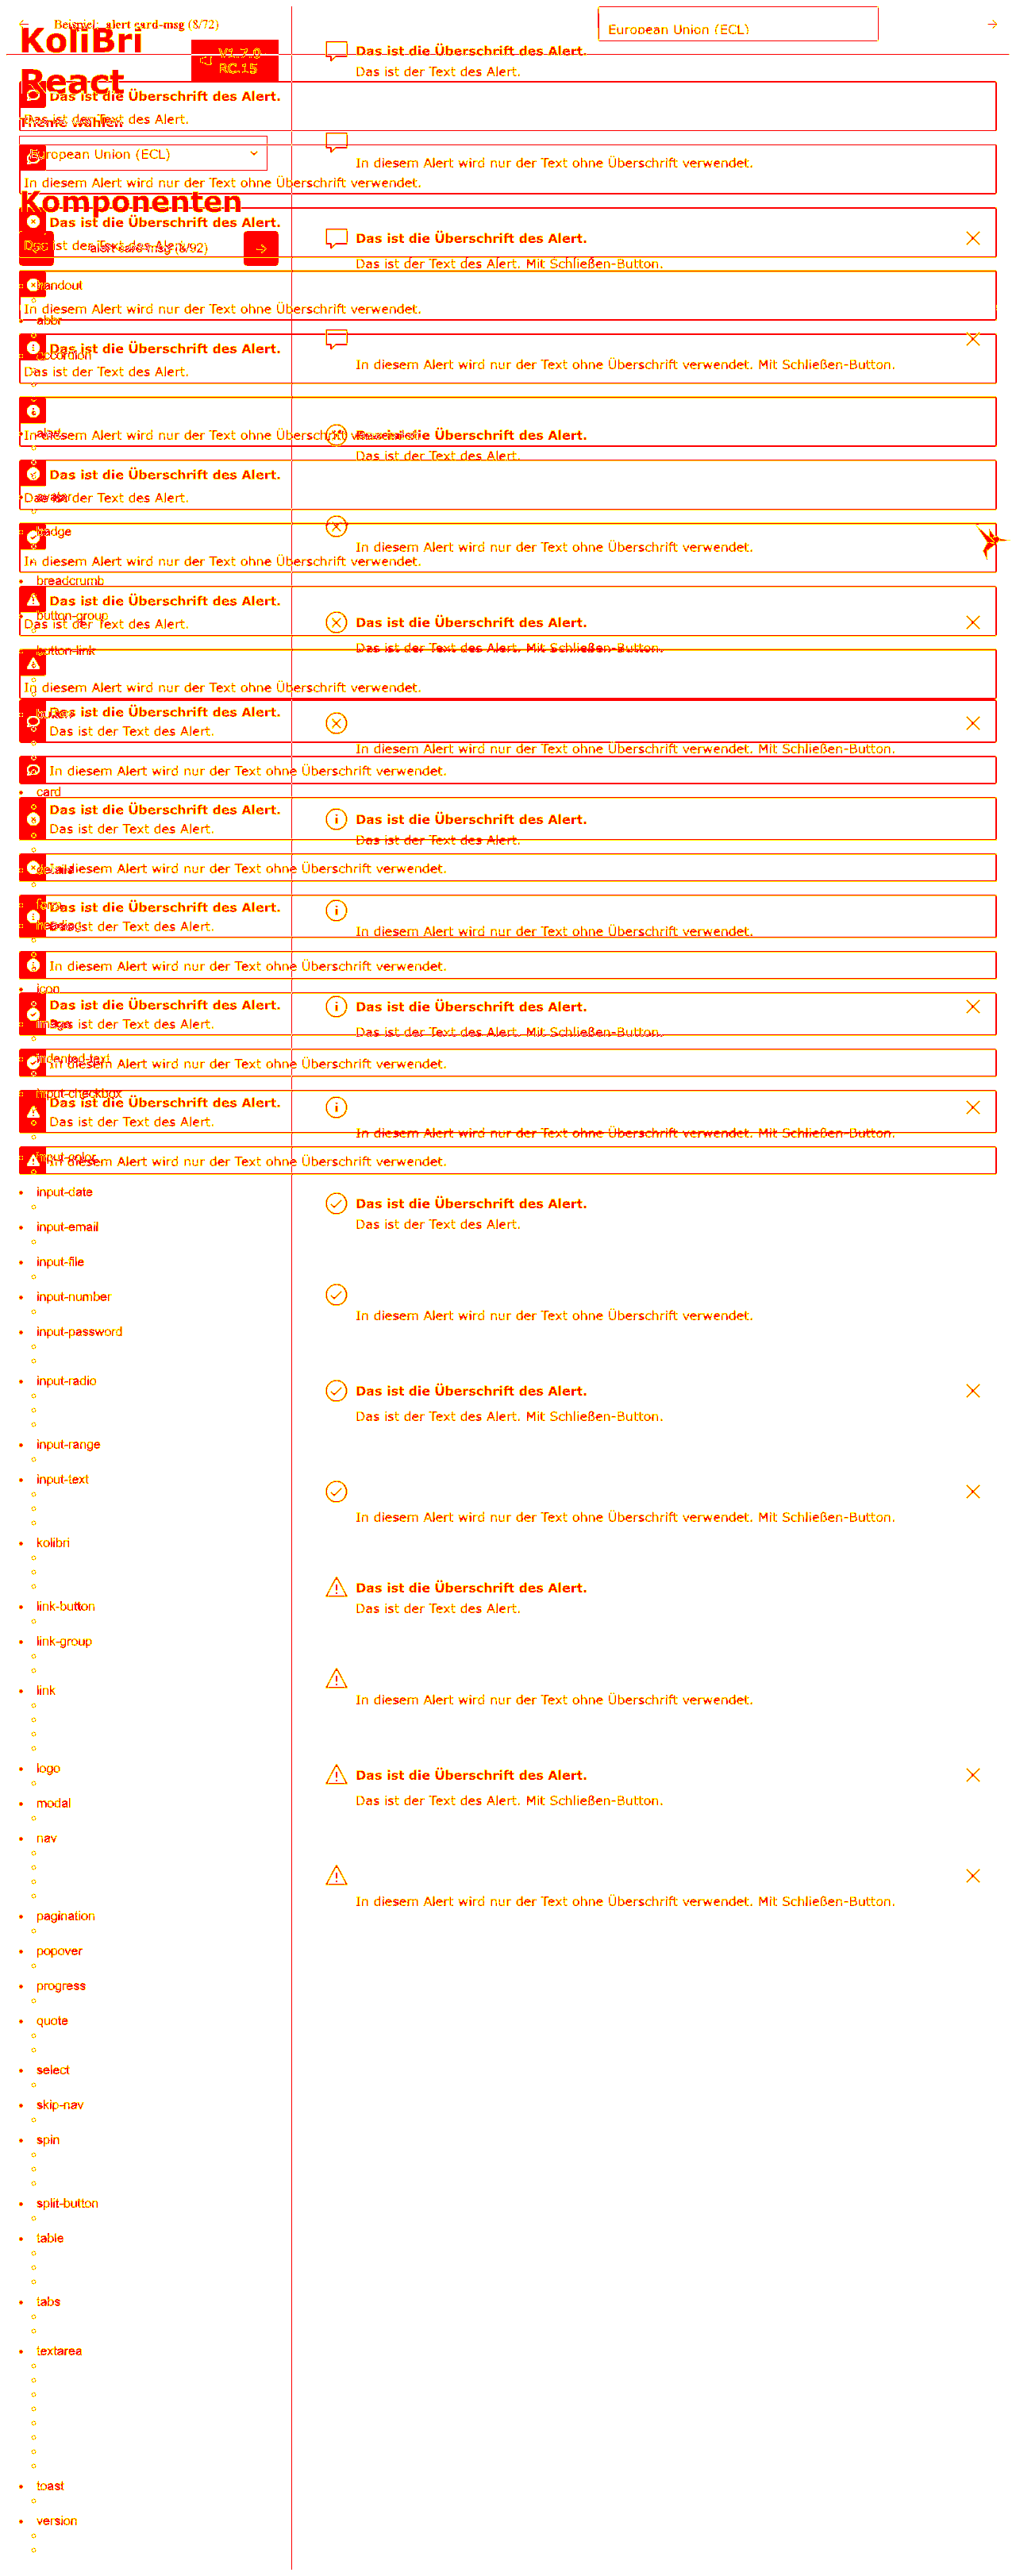 Beispiel: alert card-msg (8/72)
European Union (ECL)
KoliBri
React
V1.7.0
RC.15
Das ist die Überschrift des Alert.
Das ist der Text des Alert.
Das ist die Überschrift des Alert.
Das ist der Text des Alert.
Theme wählen
European Union (ECL)
In diesem Alert wird nur der Text ohne Überschrift verwendet.
In diesem Alert wird nur der Text ohne Überschrift verwendet.
Komponenten
Das ist die Überschrift des Alert.
Das ist der Text des Alert.
alert card-msg (8/92)
Das ist die Überschrift des Alert.
Das ist der Text des Alert. Mit Schließen-Button.
handout
In diesem Alert wird nur der Text ohne Überschrift verwendet.
abbr
Das ist die Überschrift des Alert.
accordion
Das ist der Text des Alert.
In diesem Alert wird nur der Text ohne Überschrift verwendet. Mit Schließen-Button.
alert
In diesem Alert wird nur der Text ohne Überschrift verwendet.
Das ist die Überschrift des Alert.
Das ist der Text des Alert.
Das ist die Überschrift des Alert.
avatar
Das ist der Text des Alert.
badge
In diesem Alert wird nur der Text ohne Überschrift verwendet.
In diesem Alert wird nur der Text ohne Überschrift verwendet.
breadcrumb
Das ist die Überschrift des Alert.
button-group
Das ist der Text des Alert.
Das ist die Überschrift des Alert.
Das ist der Text des Alert. Mit Schließen-Button.
button-link
In diesem Alert wird nur der Text ohne Überschrift verwendet.
Das ist die Überschrift des Alert.
button
Das ist der Text des Alert.
In diesem Alert wird nur der Text ohne Überschrift verwendet. Mit Schließen-Button.
In diesem Alert wird nur der Text ohne Überschrift verwendet.
card
Das ist die Überschrift des Alert.
Das ist der Text des Alert.
Das ist die Überschrift des Alert.
Das ist der Text des Alert.
details
In diesem Alert wird nur der Text ohne Überschrift verwendet.
form
Das ist die Überschrift des Alert.
heading
Das ist der Text des Alert.
In diesem Alert wird nur der Text ohne Überschrift verwendet.
In diesem Alert wird nur der Text ohne Überschrift verwendet.
icon
Das ist die Überschrift des Alert.
image
Das ist der Text des Alert.
Das ist die Überschrift des Alert.
Das ist der Text des Alert. Mit Schließen-Button.
indented-text
In diesem Alert wird nur der Text ohne Überschrift verwendet.
input-checkbox
Das ist die Überschrift des Alert.
Das ist der Text des Alert.
In diesem Alert wird nur der Text ohne Überschrift verwendet. Mit Schließen-Button.
input-color
In diesem Alert wird nur der Text ohne Überschrift verwendet.
input-date
Das ist die Überschrift des Alert.
input-email
Das ist der Text des Alert.
input-file
input-number
In diesem Alert wird nur der Text ohne Überschrift verwendet.
input-password
input-radio
Das ist die Überschrift des Alert.
Das ist der Text des Alert. Mit Schließen-Button.
input-range
input-text
In diesem Alert wird nur der Text ohne Überschrift verwendet. Mit Schließen-Button.
kolibri
Das ist die Überschrift des Alert.
link-button
Das ist der Text des Alert.
link-group
link
In diesem Alert wird nur der Text ohne Überschrift verwendet.
logo
Das ist die Überschrift des Alert.
modal
Das ist der Text des Alert. Mit Schließen-Button.
nav
In diesem Alert wird nur der Text ohne Überschrift verwendet. Mit Schließen-Button.
pagination
popover
progress
quote
select
skip-nav
spin
split-button
table
tabs
textarea
toast
version